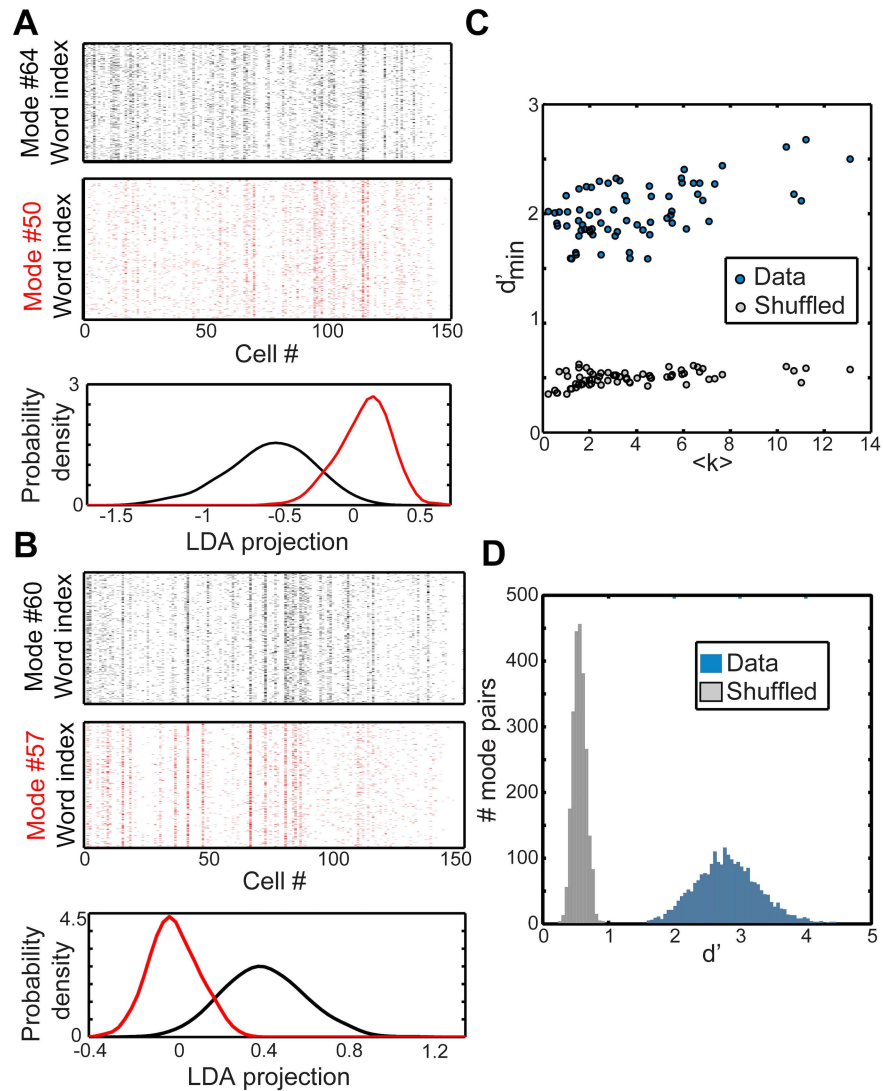 A
Mode #64
Word index
Mode #50
Word index
0
50
100
150
Cell #
3
0
Probability
density
-1.5
-1
-0.5
0
0.5
LDA projection
B
Mode #60
Word index
Mode #57
Word index
0
50
100
150
Cell #
4.5
0
Probability
density
-0.4
0
0.4
0.8
1.2
LDA projection
C
3
2
1
0
d'min
Data
Shuffled
0
2
4
6
8
10
12
14
<k>
D
500
400
300
200
100
0
# mode pairs
Data
Shuffled
0
1
2
3
4
5
d'